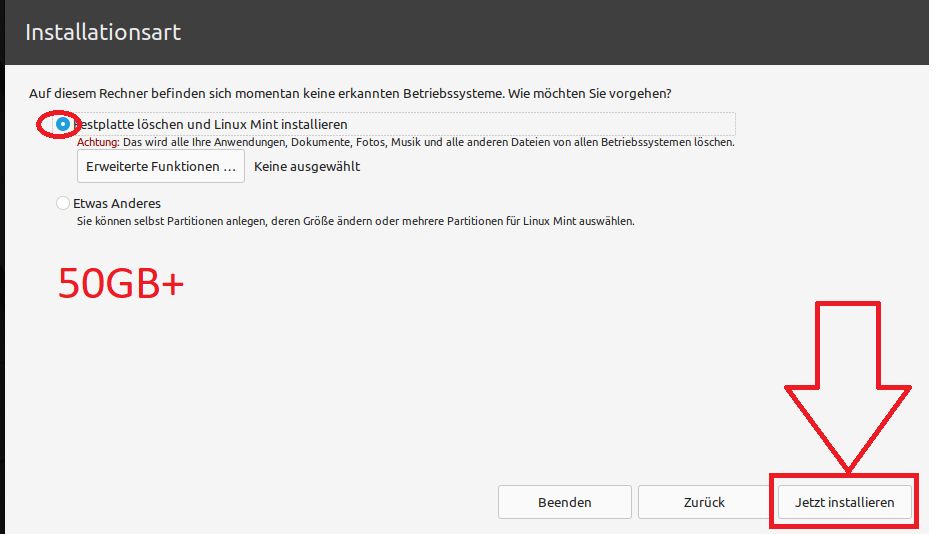 Installationsart
Auf diesem Rechner befinden sich momentan keine erkannten Betriebssysteme. Wie möchten Sie vorgehen?
Festplatte löschen und Linux Mint installieren
Achtung: Das wird alle Ihre Anwendungen, Dokumente, Fotos, Musik und alle anderen Dateien von allen Betriebssystemen löschen.
Erweiterte Funktionen ... Keine ausgewählt
Etwas Anderes
Sie können selbst Partitionen anlegen, deren Größe ändern oder mehrere Partitionen für Linux Mint auswählen.
50GB+
Beenden Zurück Jetzt installieren